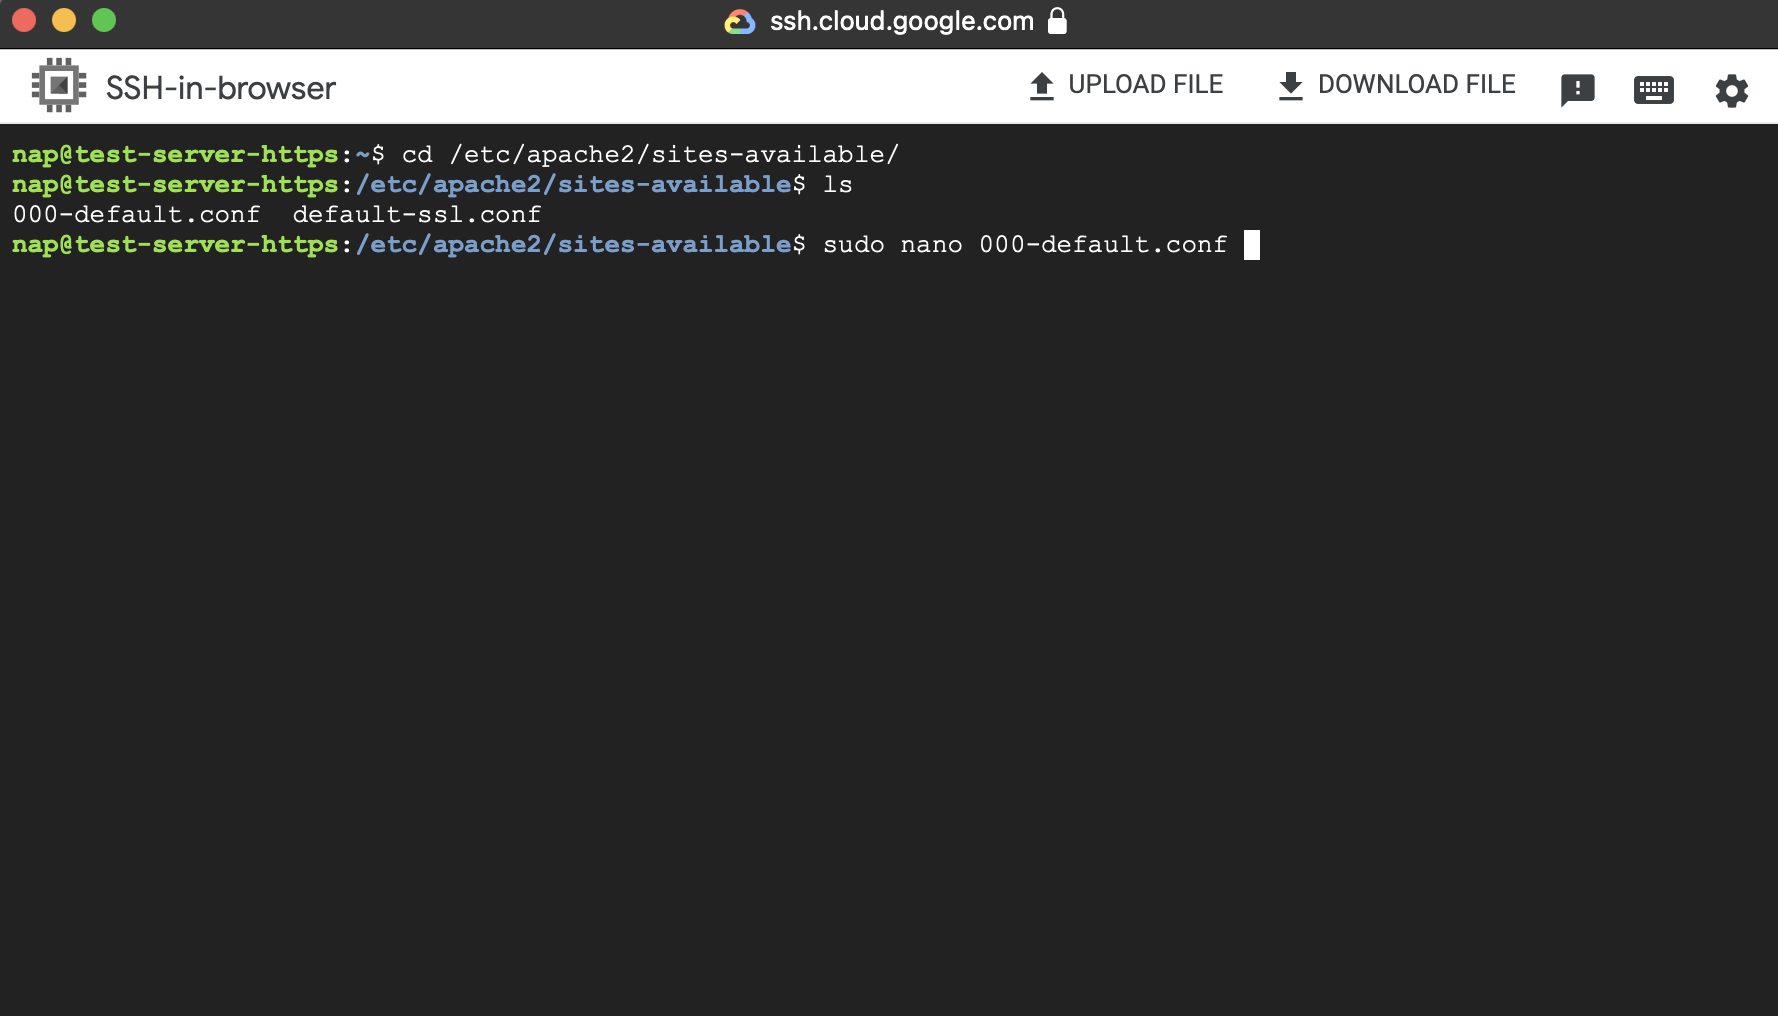 ssh.cloud.google.com
SSH-in-browser UPLOAD FILE DOWNLOAD FILE
nap@test-server-https:~$ cd /etc/apache2/sites-available/
nap@test-server-https:/etc/apache2/sites-available$ ls
000-default.conf  default-ssl.conf
nap@test-server-https:/etc/apache2/sites-available$ sudo nano 000-default.conf